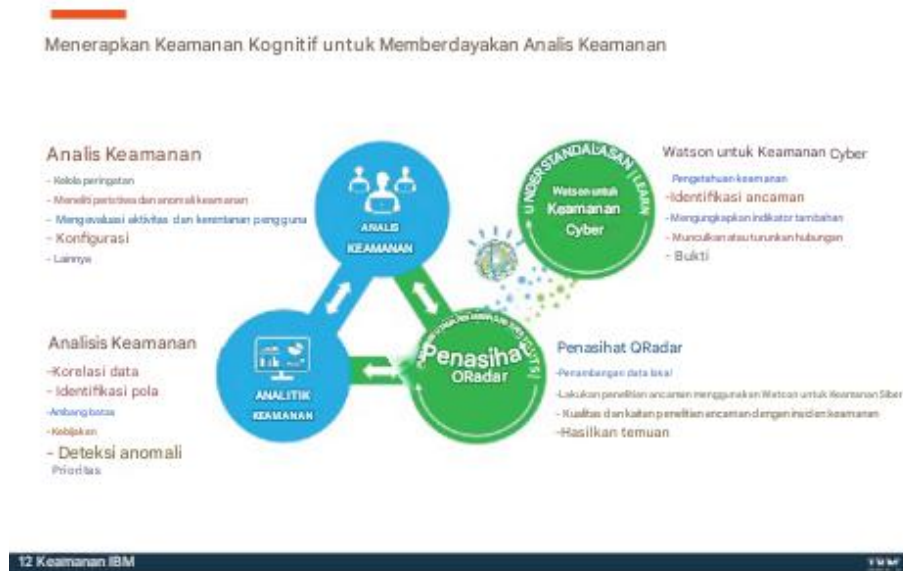 Menerapkan Keamanan Kognitif untuk Memberdayakan Analis Keamanan
Analis Keamanan
- Kelola peringatan
- Meneliti peristiwa dan anomali keamanan
- Mengevaluasi aktivitas dan kerentanan pengguna
- Konfigurasi
- Lainnya
ANALIS
KEAMANAN
UNDERSTANDALASAN | LEARN
Watson untuk
Keamanan
Cyber
Watson untuk Keamanan Cyber
Pengetahuan keamanan
-Identifikasi ancaman
-Mengungkapkan indikator tambahan
- Munculkan atau turunkan hubungan
- Bukti
Analisis Keamanan
-Korelasi data
- Identifikasi pola
-Ambang batas
-Kebijakan
- Deteksi anomali
Prioritas
ANALITIK
KEAMANAN
Penasihat
QRadar
Penasihat QRadar
-Penambangan data lokal
-Lakukan penelitian ancaman menggunakan Watson untuk Keamanan Siber
- Kualitas dan kaitan penelitian ancaman dengan insiden keamanan
-Hasilkan temuan
12 Keamanan IBM
IBM